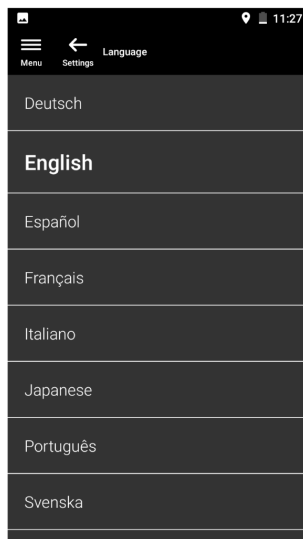 11:27
Menu
Settings
Language
Deutsch
English
Español
Français
Italiano
Japanese
Português
Svenska